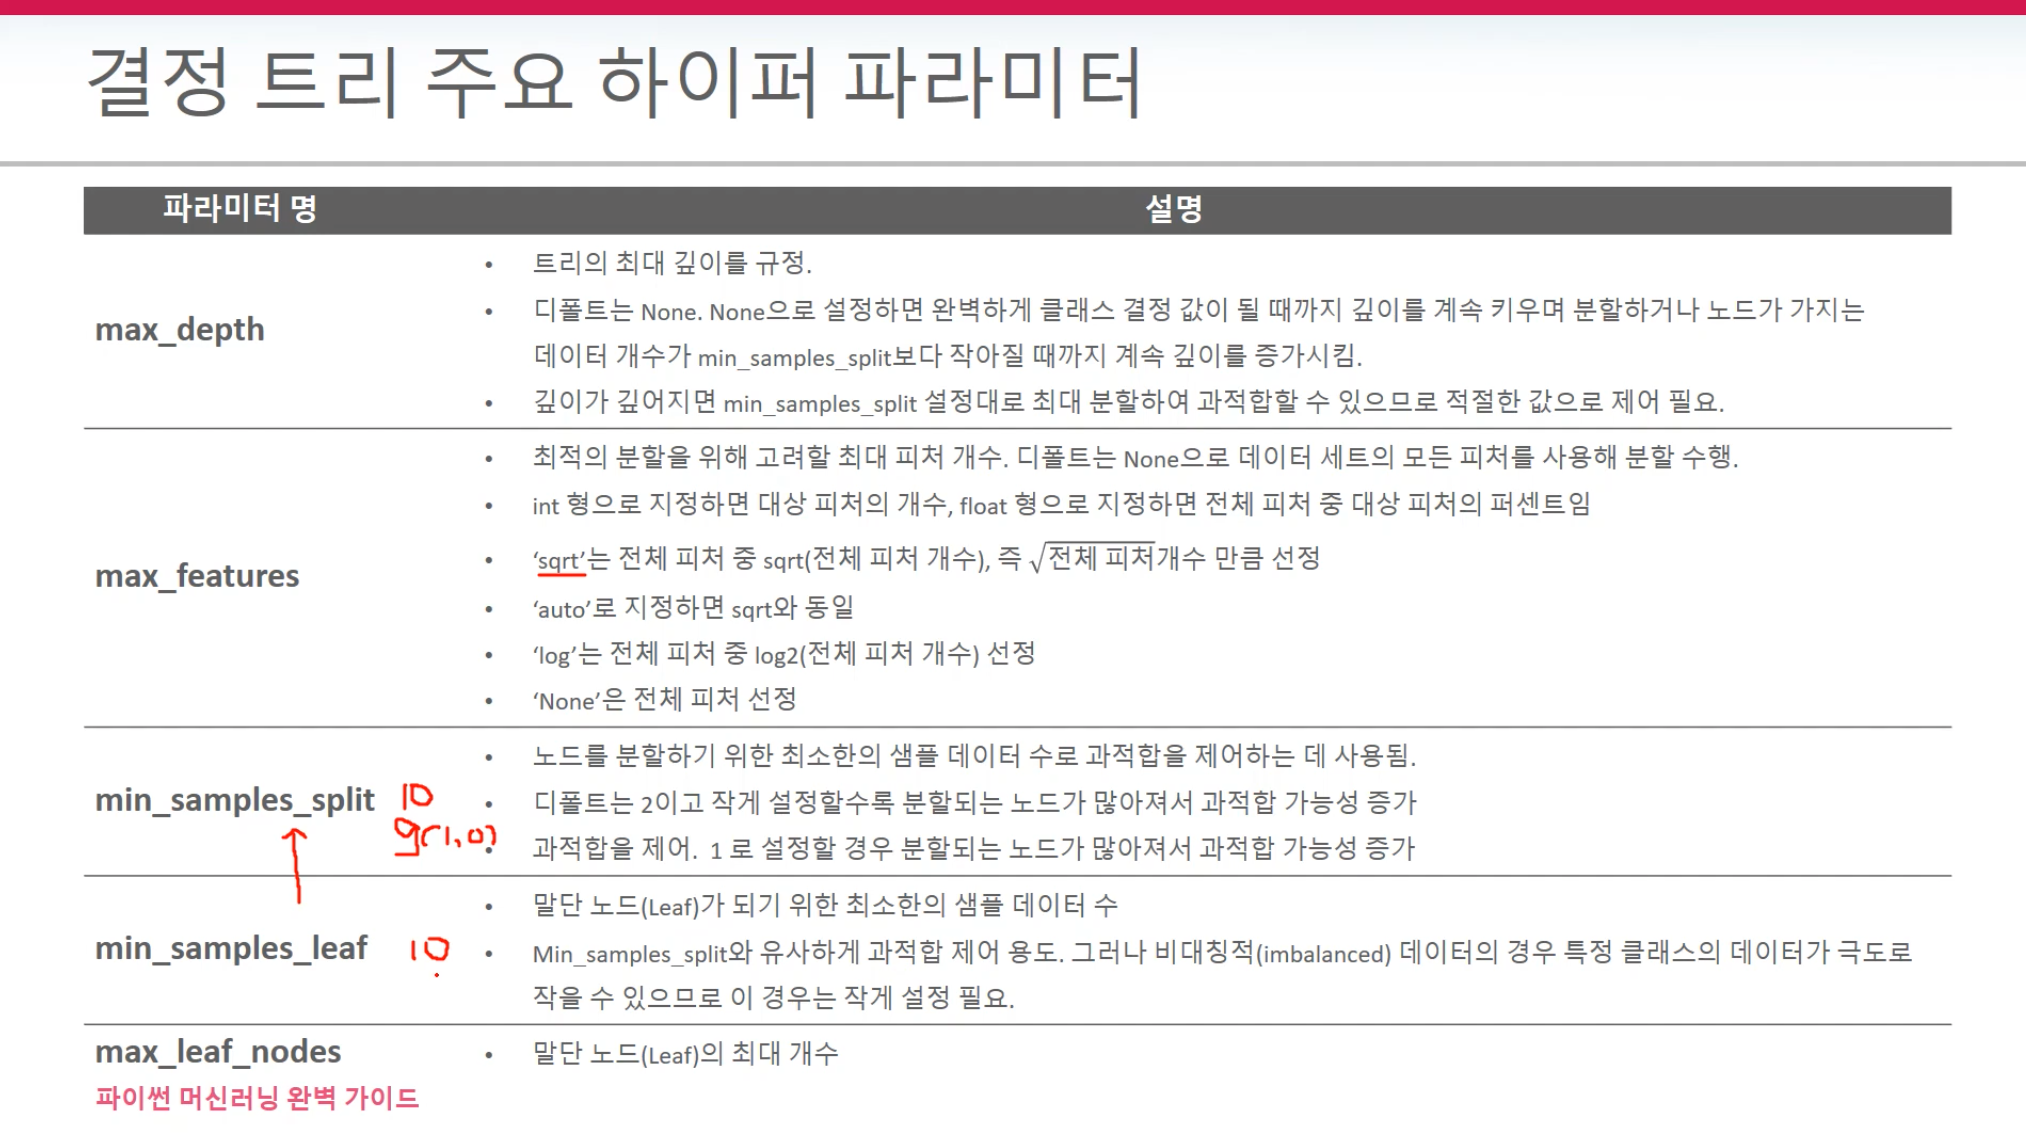 결정 트리 주요 하이퍼 파라미터
파라미터 명 설명
max_depth
• 트리의 최대 깊이를 규정.
• 디폴트는 None. None으로 설정하면 완벽하게 클래스 결정 값이 될 때까지 깊이를 계속 키우며 분할하거나 노드가 가지는
데이터 개수가 min_samples_split보다 작아질 때까지 계속 깊이를 증가시킴.
• 깊이가 깊어지면 min_samples_split 설정대로 최대 분할하여 과적합할 수 있으므로 적절한 값으로 제어 필요.
max_features
• 최적의 분할을 위해 고려할 최대 피처 개수. 디폴트는 None으로 데이터 세트의 모든 피처를 사용해 분할 수행.
• int 형으로 지정하면 대상 피처의 개수, float 형으로 지정하면 전체 피처 중 대상 피처의 퍼센트임
• ‘sqrt’는 전체 피처 중 sqrt(전체 피처 개수), 즉 √전체 피처개수 만큼 선정
• ‘auto’로 지정하면 sqrt와 동일
• ‘log’는 전체 피처 중 log2(전체 피처 개수) 선정
• ‘None’은 전체 피처 선정
min_samples_split 10
9(1,0)
• 노드를 분할하기 위한 최소한의 샘플 데이터 수로 과적합을 제어하는 데 사용됨.
• 디폴트는 2이고 작게 설정할수록 분할되는 노드가 많아져서 과적합 가능성 증가
• 과적합을 제어. 1 로 설정할 경우 분할되는 노드가 많아져서 과적합 가능성 증가
min_samples_leaf 10
• 말단 노드(Leaf)가 되기 위한 최소한의 샘플 데이터 수
• Min_samples_split와 유사하게 과적합 제어 용도. 그러나 비대칭적(imbalanced) 데이터의 경우 특정 클래스의 데이터가 극도로
작을 수 있으므로 이 경우는 작게 설정 필요.
max_leaf_nodes • 말단 노드(Leaf)의 최대 개수
파이썬 머신러닝 완벽 가이드